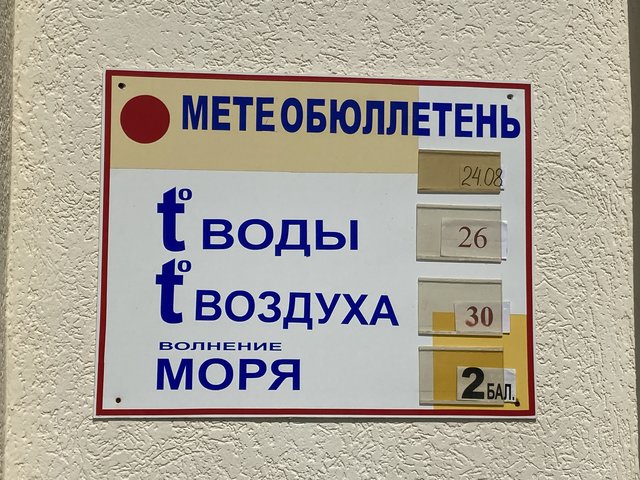 МЕТЕОБЮЛЛЕТЕНЬ
24.08
t° ВОДЫ 26
t° ВОЗДУХА 30
ВОЛНЕНИЕ
МОРЯ 2 БАЛ.